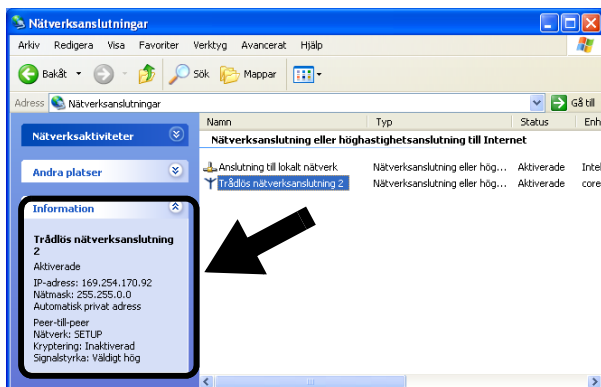 Nätverksanslutningar
Arkiv Redigera Visa Favoriter Verktyg Avancerat Hjälp
Bakåt Sök Mappar
Adress Nätverksanslutningar Gå till
Nätverksaktiviteter
Andra platser
Information
Trådlös nätverksanslutning
2
Aktiverade
IP-adress: 169.254.170.92
Nätmask: 255.255.0.0
Automatisk privat adress
Peer-till-peer
Nätverk: SETUP
Kryptering: Inaktiverad
Signalstyrka: Väldigt hög
Namn Typ Status Enh
Nätverksanslutning eller höghastighetsanslutning till Internet
Anslutning till lokalt nätverk Nätverksanslutning eller hög... Aktiverade Intel
Trådlös nätverksanslutning 2 Nätverksanslutning eller hög... Aktiverade core